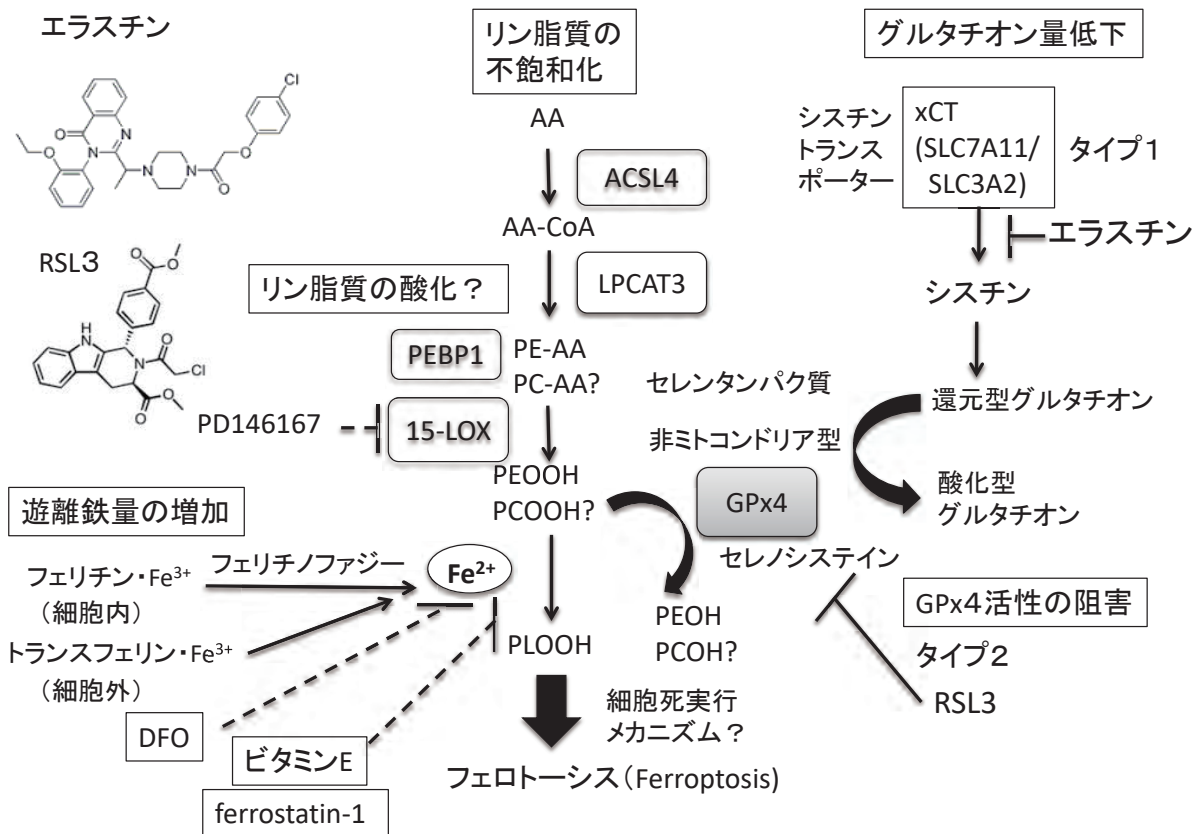 エラスチン
Cl
O
N
N
O
N
N
O
O
RSL3
O
O
H
N
N
O
Cl
O
O
PD146167
リン脂質の
不飽和化
AA
ACSL4
AA-CoA
LPCAT3
リン脂質の酸化？
PEBP1
PE-AA
PC-AA?
15-LOX
PEOOH
PCOOH?
グルタチオン量低下
シスチン
トランス
ポーター
xCT
(SLC7A11/
SLC3A2)
タイプ1
エラスチン
シスチン
還元型グルタチオン
酸化型
グルタチオン
セレンタンパク質
非ミトコンドリア型
GPx4
セレノシステイン
PEOH
PCOH?
GPx4活性の阻害
タイプ2
RSL3
遊離鉄量の増加
フェリチン・Fe³⁺
（細胞内）
フェリチノファジー
Fe²⁺
トランスフェリン・Fe³⁺
（細胞外）
DFO
ビタミンE
ferrostatin-1
PLOOH
細胞死実行
メカニズム？
フェロトーシス（Ferroptosis)